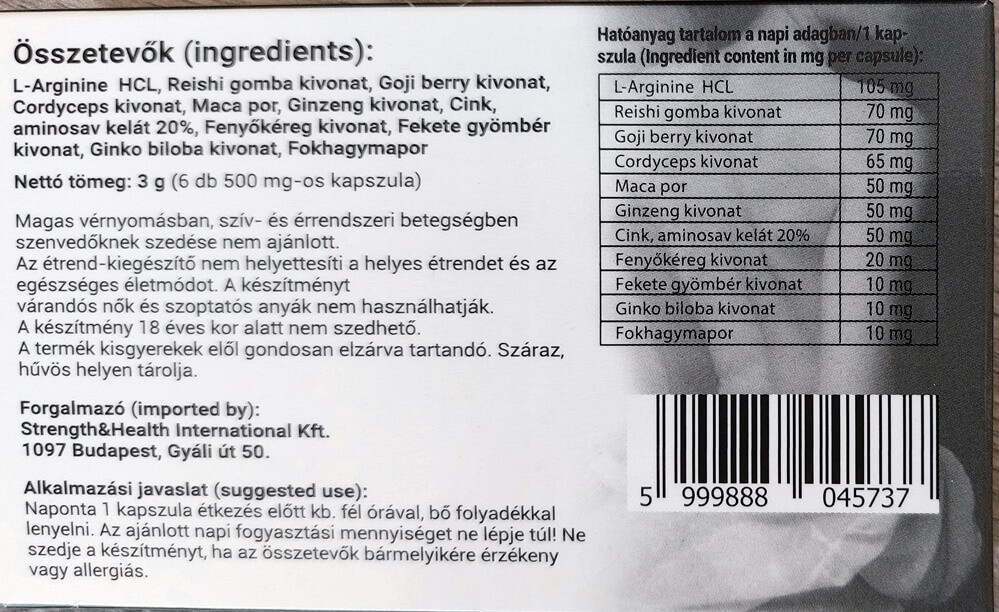 Összetevők (ingredients):
L-Arginine HCL, Reishi gomba kivonat, Goji berry kivonat,
Cordyceps kivonat, Maca por, Ginzeng kivonat, Cink,
aminosav kelát 20%, Fenyőkéreg kivonat, Fekete gyömbér
kivonat, Ginko biloba kivonat, Fokhagymapor
Nettó tömeg: 3 g (6 db 500 mg-os kapszula)
Magas vérnyomásban, szív- és érrendszeri betegségben
szenvedőknek szedése nem ajánlott.
Az étrend-kiegészítő nem helyettesíti a helyes étrendet és az
egészséges életmódot. A készítményt
várandós nők és szoptatós anyák nem használhatják.
A készítmény 18 éves kor alatt nem szedhető.
A termék kisgyerekek elől gondosan elzárva tartandó. Száraz,
hűvös helyen tárolja.
Forgalmazó (imported by):
Strength&Health International Kft.
1097 Budapest, Gyáli út 50.
Alkalmazási javaslat (suggested use):
Naponta 1 kapszula étkezés előtt kb. fél órával, bő folyadékkal
lenyelni. Az ajánlott napi fogyasztási mennyiséget ne lépje túl! Ne
szedje a készítményt, ha az összetevők bármelyikére érzékeny
vagy allergiás.
Hatóanyag tartalom a napi adagban/1 kap-
szula (Ingredient content in mg per capsule):
L-Arginine HCL 105 mg
Reishi gomba kivonat 70 mg
Goji berry kivonat 70 mg
Cordyceps kivonat 65 mg
Maca por 50 mg
Ginzeng kivonat 50 mg
Cink, aminosav kelát 20% 50 mg
Fenyőkéreg kivonat 20 mg
Fekete gyömbér kivonat 10 mg
Ginko biloba kivonat 10 mg
Fokhagymapor 10 mg
5 999888 045737